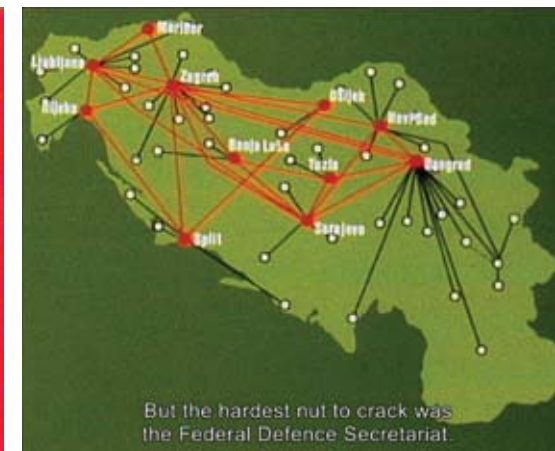 Maribor
Ljubljana
Zagreb
Rijeka
Osijek
Novi Sad
Banja Luka
Tuzla
Beograd
Sarajevo
Split
But the hardest nut to crack was
the Federal Defence Secretariat.